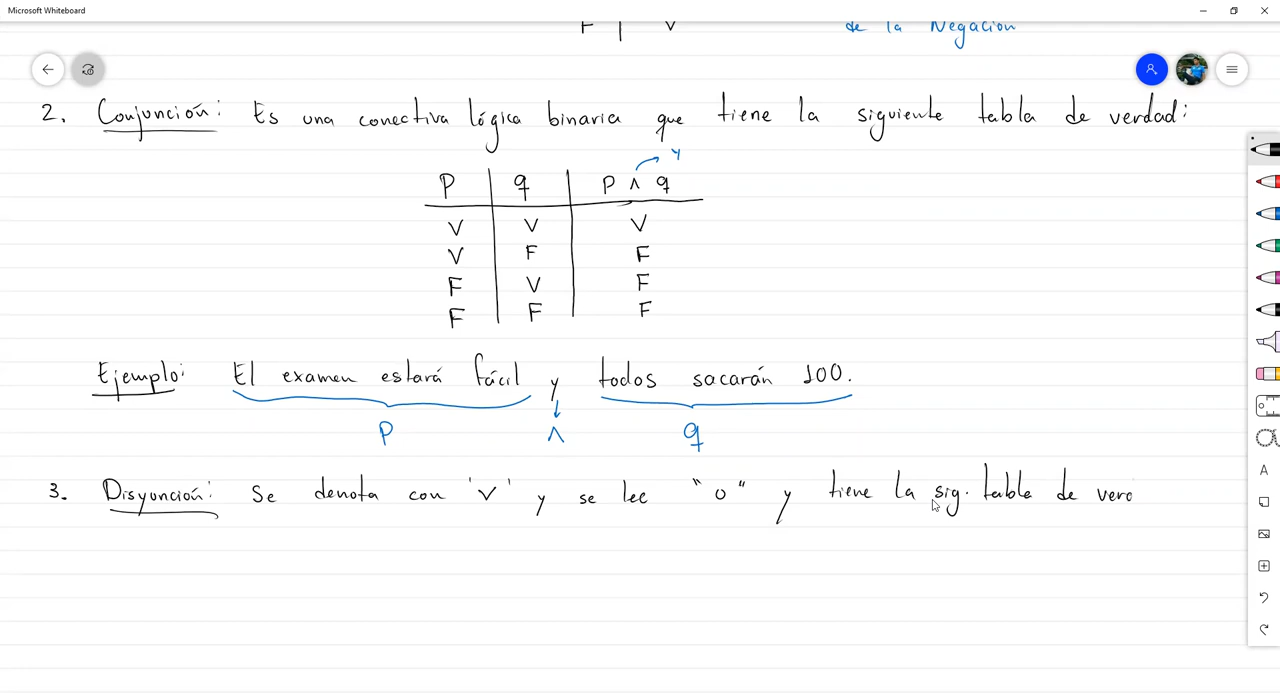 Microsoft Whiteboard
F | V de la Negación
2. Conjunción: Es una conectiva lógica binaria que tiene la siguiente tabla de verdad:
y
p | q | p ∧ q
V | V | V
V | F | F
F | V | F
F | F | F
Ejemplo: El examen estará fácil y todos sacarán 100.
p ∧ q
3. Disyunción: Se denota con 'v' y se lee "o" y tiene la sig. tabla de verd
A